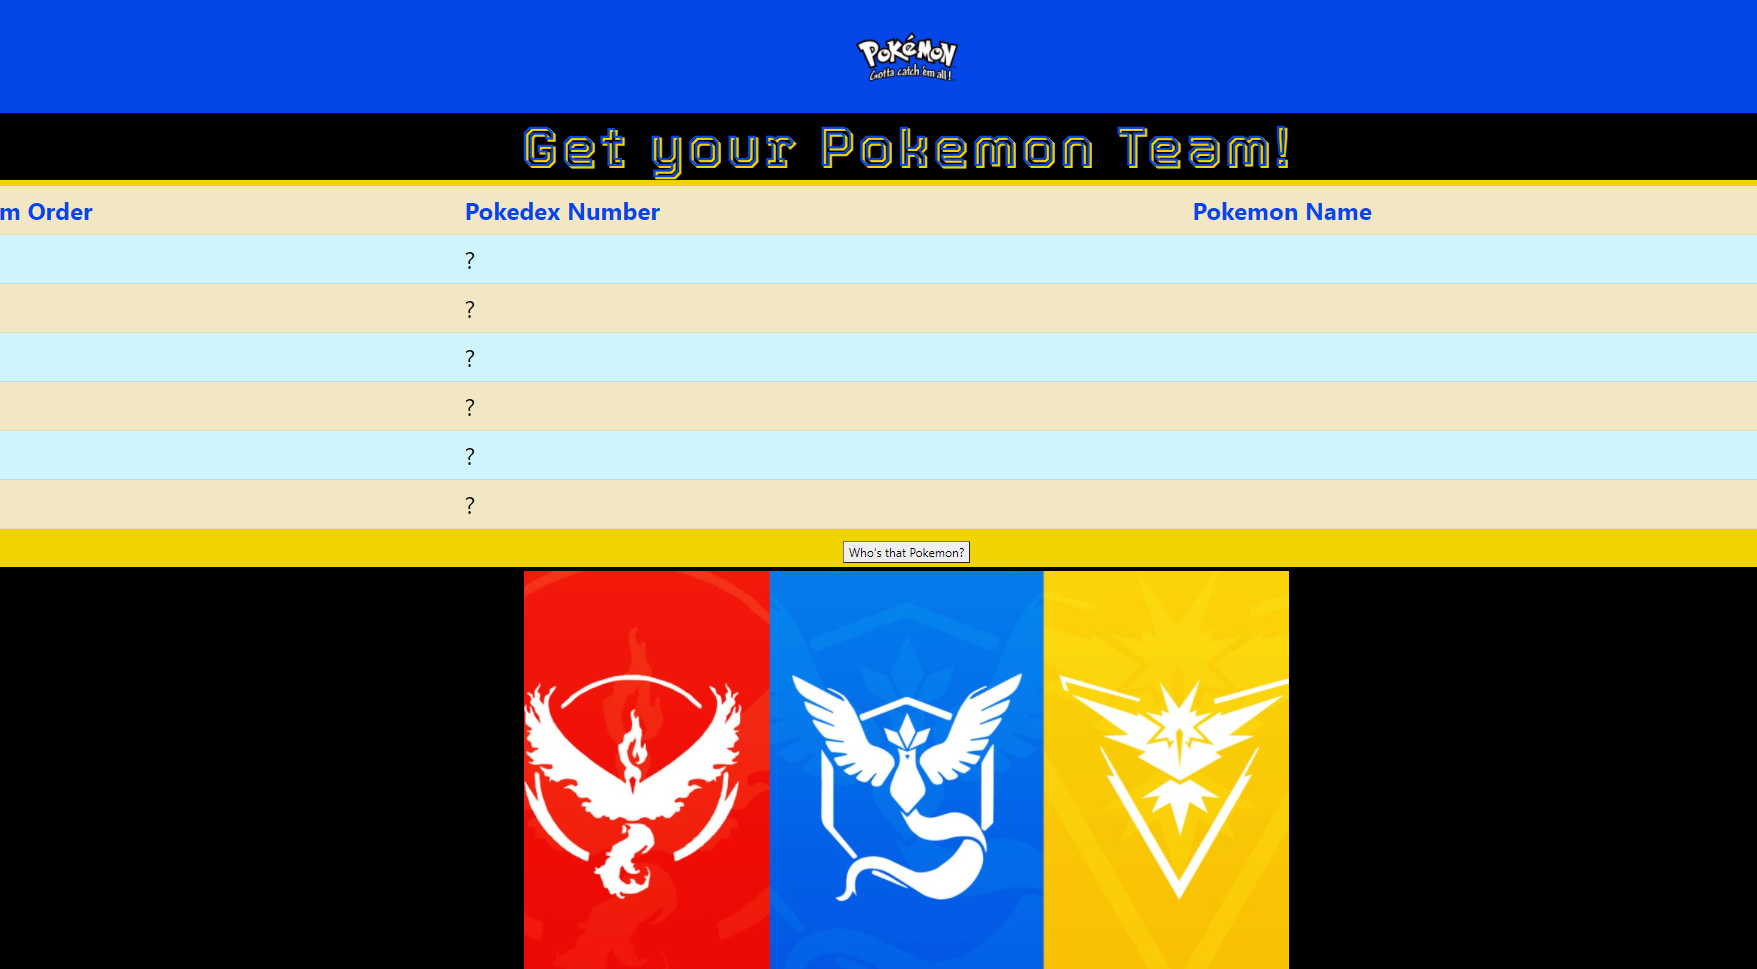 POKéMON
Gotta catch 'em all!
Get your Pokemon Team!
m Order Pokedex Number Pokemon Name
?
?
?
?
?
?
Who's that Pokemon?